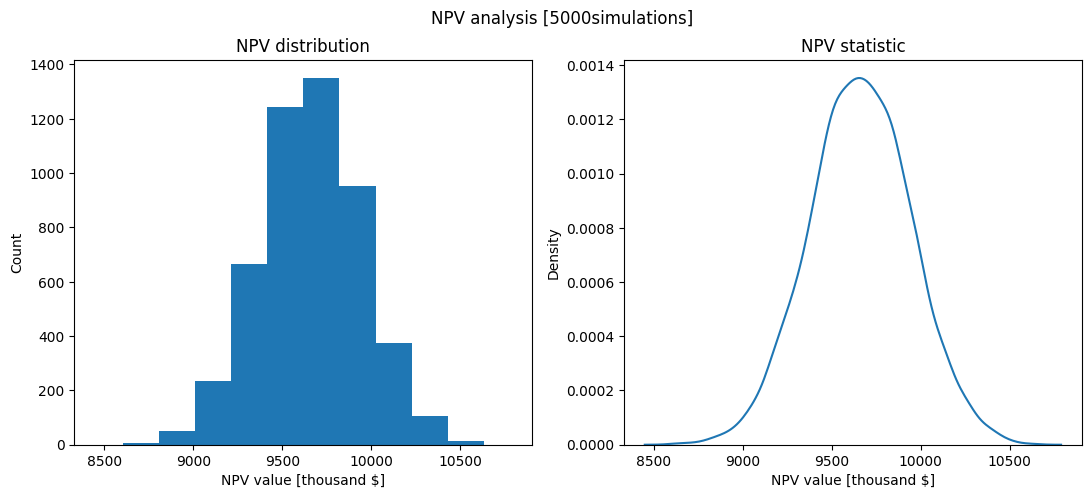 NPV analysis [5000simulations]
NPV distribution
1400
1200
1000
800
600
400
200
0
Count
8500 9000 9500 10000 10500
NPV value [thousand $]
NPV statistic
0.0014
0.0012
0.0010
0.0008
0.0006
0.0004
0.0002
0.0000
Density
8500 9000 9500 10000 10500
NPV value [thousand $]